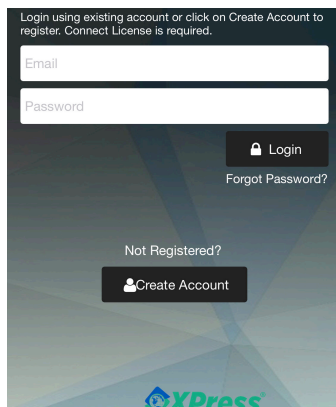 Login using existing account or click on Create Account to
register. Connect License is required.
Email
Password
Login
Forgot Password?
Not Registered?
Create Account
XPress